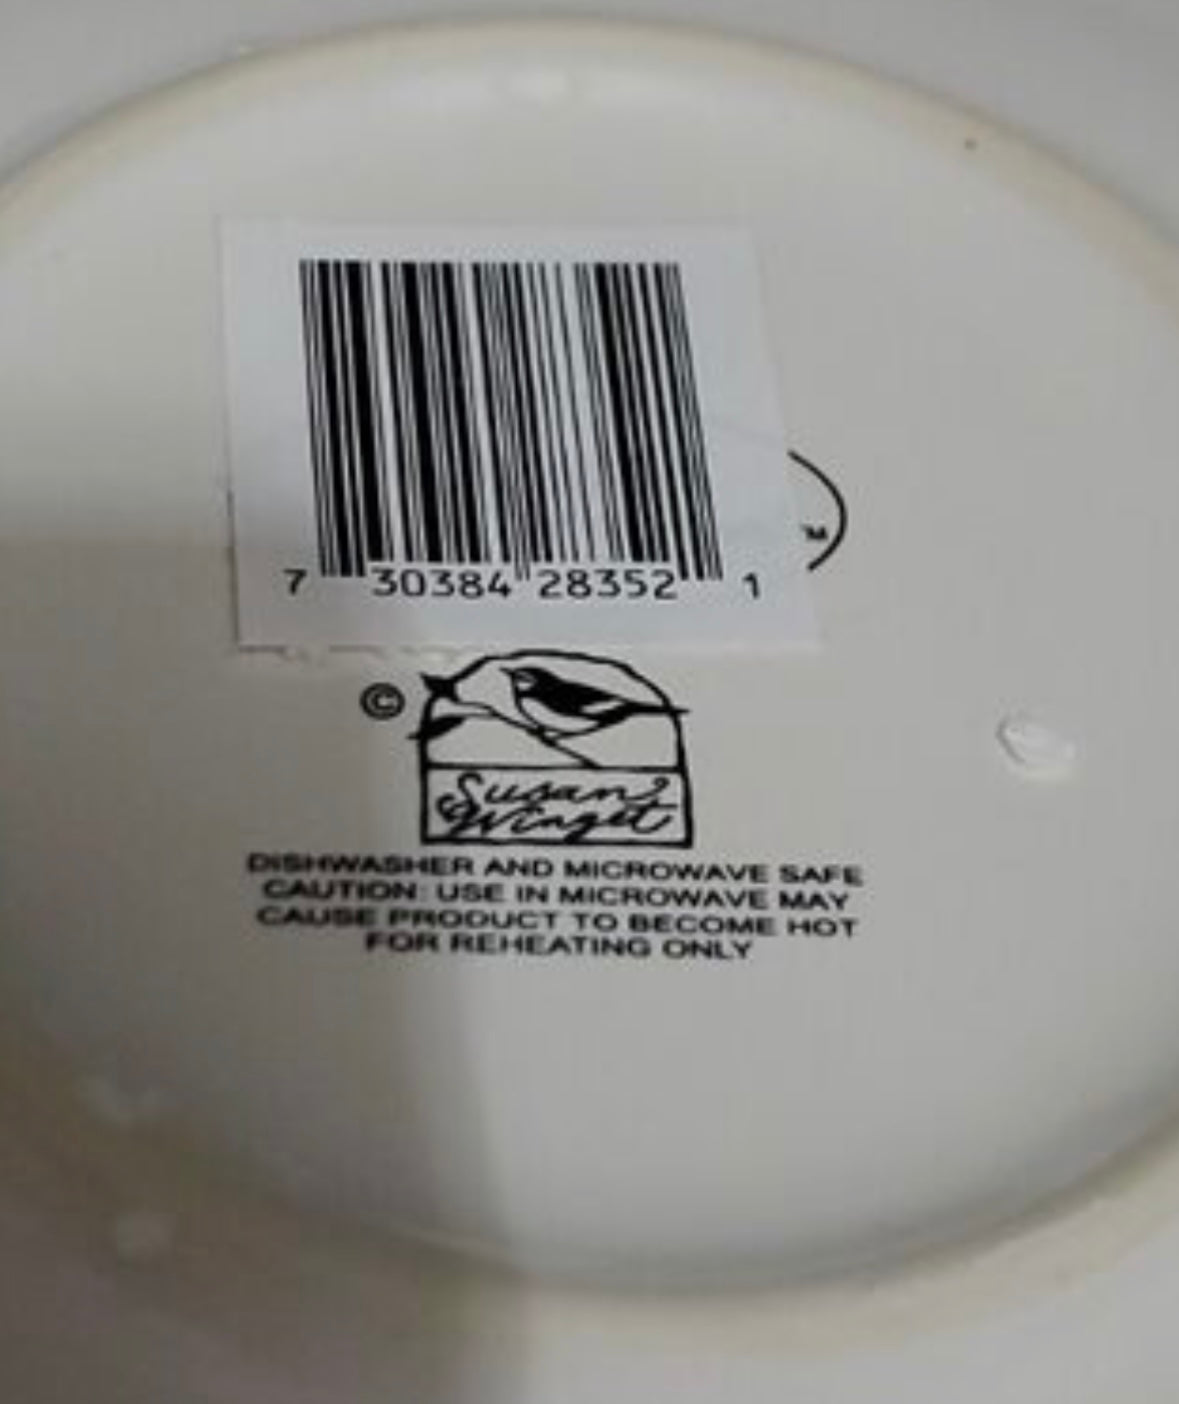 ™
7 30384 28352 1
©
Susan
Winget
DISHWASHER AND MICROWAVE SAFE
CAUTION: USE IN MICROWAVE MAY
CAUSE PRODUCT TO BECOME HOT
FOR REHEATING ONLY